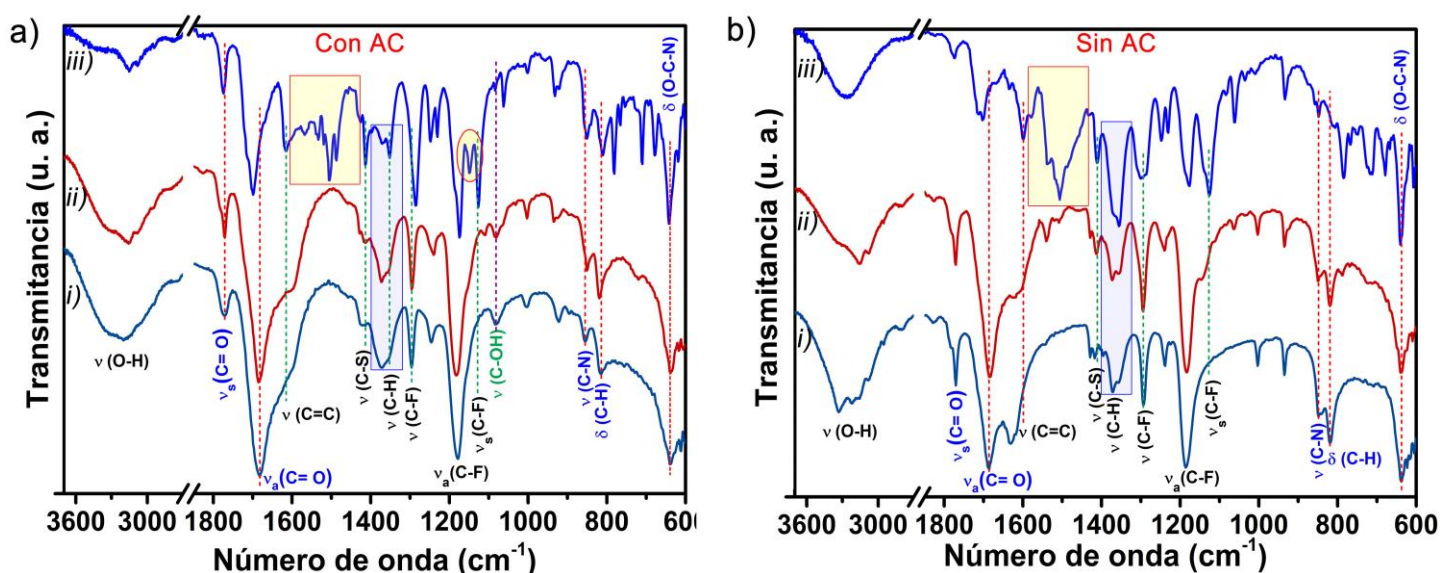 a)
Con AC
iii)
ii)
i)
ν (O-H)
νs(C= O)
νa(C= O)
ν (C=C)
ν (C-S)
ν (C-H)
ν (C-F)
νa(C-F)
νs(C-F)
ν (C-OH)
ν (C-N)
δ (C-H)
δ (O-C-N)
Transmitancia (u. a.)
3600 3000 1800 1600 1400 1200 1000 800 600
Número de onda (cm-1)
b)
Sin AC
iii)
ii)
i)
ν (O-H)
νs(C= O)
νa(C= O)
ν (C=C)
ν (C-S)
ν (C-H)
ν (C-F)
νa(C-F)
νs(C-F)
ν (C-N)
δ (C-H)
δ (O-C-N)
Transmitancia (u. a.)
3600 3000 1800 1600 1400 1200 1000 800 600
Número de onda (cm-1)